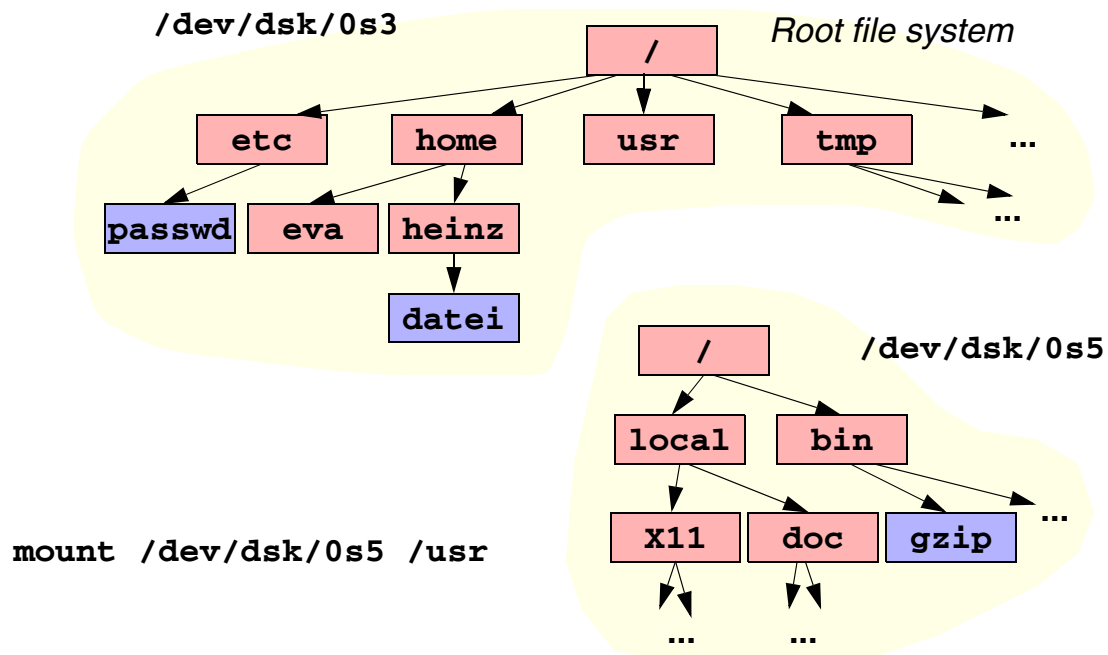 /dev/dsk/0s3
Root file system
/
etc
home
usr
tmp
...
passwd
eva
heinz
...
datei
/
/dev/dsk/0s5
local
bin
X11
doc
gzip
...
mount /dev/dsk/0s5 /usr
...
...